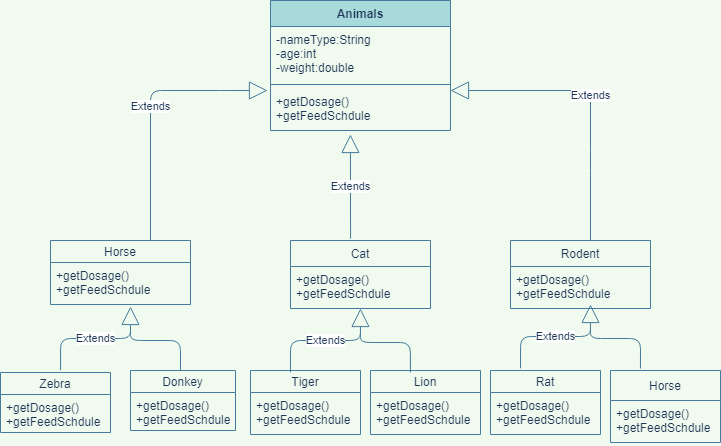 Animals
-nameType:String
-age:int
-weight:double
+getDosage()
+getFeedSchdule
Extends
Extends
Extends
Horse
+getDosage()
+getFeedSchdule
Cat
+getDosage()
+getFeedSchdule
Rodent
+getDosage()
+getFeedSchdule
Extends
Extends
Extends
Zebra
+getDosage()
+getFeedSchdule
Donkey
+getDosage()
+getFeedSchdule
Tiger
+getDosage()
+getFeedSchdule
Lion
+getDosage()
+getFeedSchdule
Rat
+getDosage()
+getFeedSchdule
Horse
+getDosage()
+getFeedSchdule